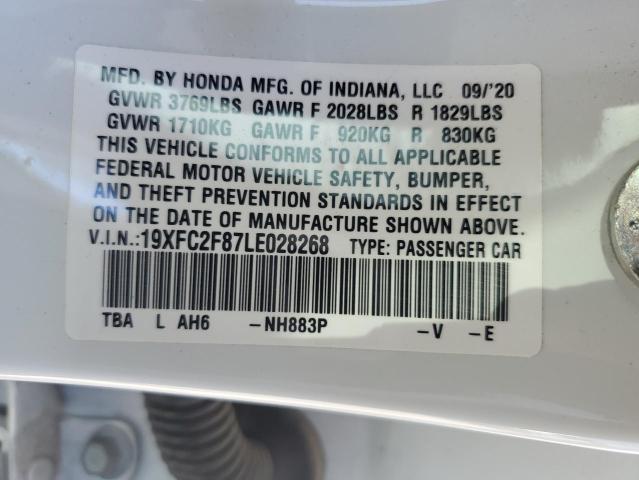 MFD. BY HONDA MFG. OF INDIANA, LLC 09/'20
GVWR 3769LBS GAWR F 2028LBS R 1829LBS
GVWR 1710KG GAWR F 920KG R 830KG
THIS VEHICLE CONFORMS TO ALL APPLICABLE
FEDERAL MOTOR VEHICLE SAFETY, BUMPER,
AND THEFT PREVENTION STANDARDS IN EFFECT
ON THE DATE OF MANUFACTURE SHOWN ABOVE.
V.I.N.:19XFC2F87LE028268 TYPE: PASSENGER CAR
TBA L AH6 -NH883P -V -E